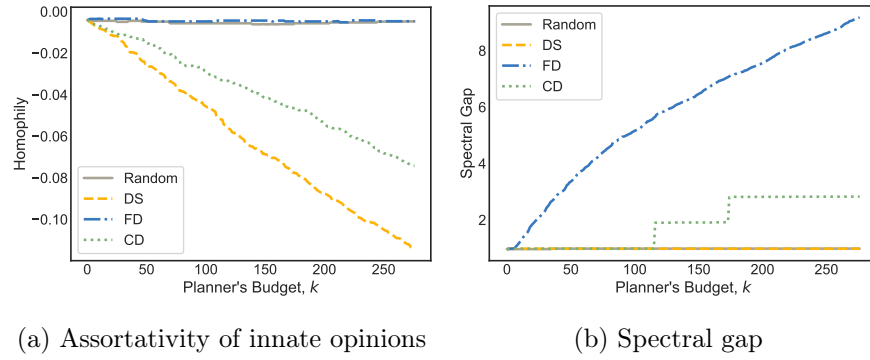 0.00
−0.02
−0.04
−0.06
−0.08
−0.10
Homophily
Random
DS
FD
CD
0 50 100 150 200 250
Planner's Budget, k
(a) Assortativity of innate opinions
8
6
4
2
Spectral Gap
Random
DS
FD
CD
0 50 100 150 200 250
Planner's Budget, k
(b) Spectral gap